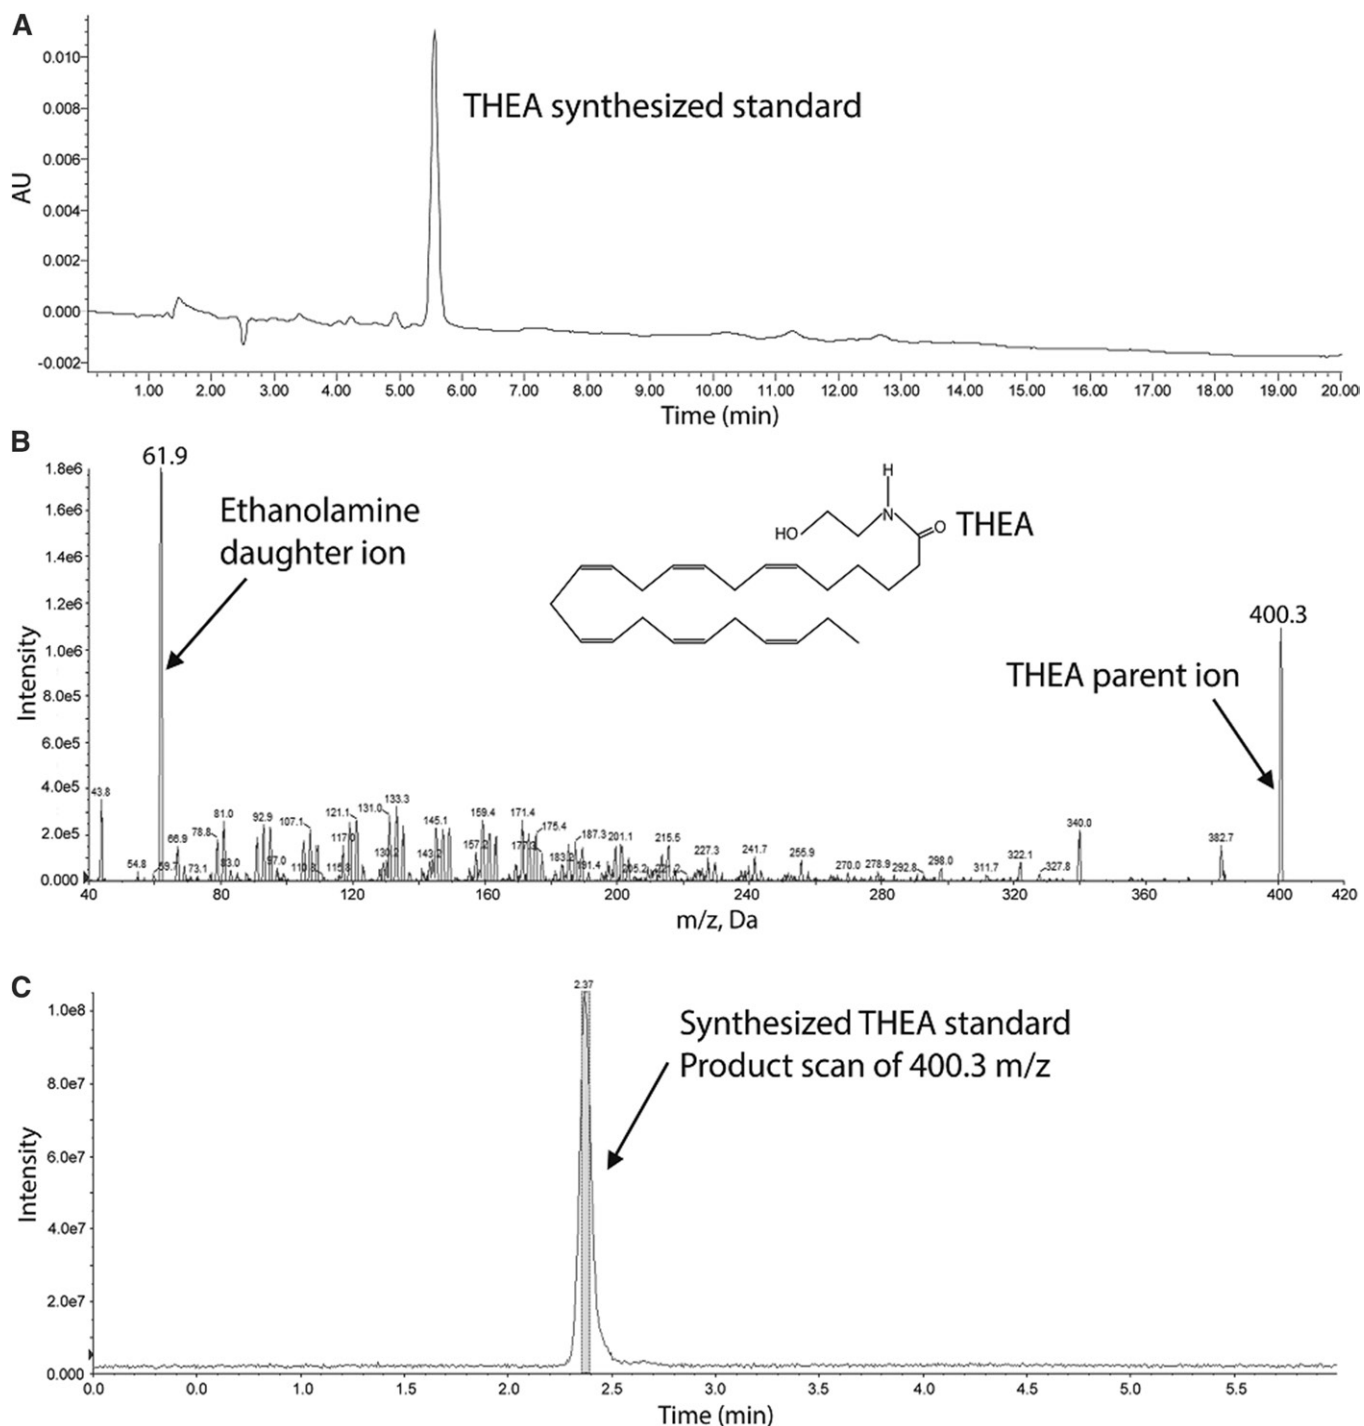 A
0.010
0.008
0.006
0.004
0.002
0.000
-0.002
AU
THEA synthesized standard
1.00 2.00 3.00 4.00 5.00 6.00 7.00 8.00 9.00 10.00 11.00 12.00 13.00 14.00 15.00 16.00 17.00 18.00 19.00 20.00
Time (min)
B
1.8e6
1.6e6
1.4e6
1.2e6
1.0e6
8.0e5
6.0e5
4.0e5
2.0e5
0.000
Intensity
61.9
Ethanolamine
daughter ion
H
N
HO
O
THEA
400.3
THEA parent ion
43.8
54.8
59.7
66.9
73.1
78.8
81.0
83.0
92.9
97.0
107.1
115.8
117.0
121.1
130.2
131.0
133.3
143.2
145.1
157.2
159.4
171.4
175.4
183.2
187.3
191.4
201.1
205.2
215.5
227.3
241.7
255.9
270.0
278.9
292.8
298.0
311.7
322.1
327.8
340.0
382.7
40 80 120 160 200 240 280 320 360 400 420
m/z, Da
C
1.0e8
8.0e7
6.0e7
4.0e7
2.0e7
0.000
Intensity
2.37
Synthesized THEA standard
Product scan of 400.3 m/z
0.0 0.0 1.0 1.5 2.0 2.5 3.0 3.5 4.0 4.5 5.0 5.5
Time (min)